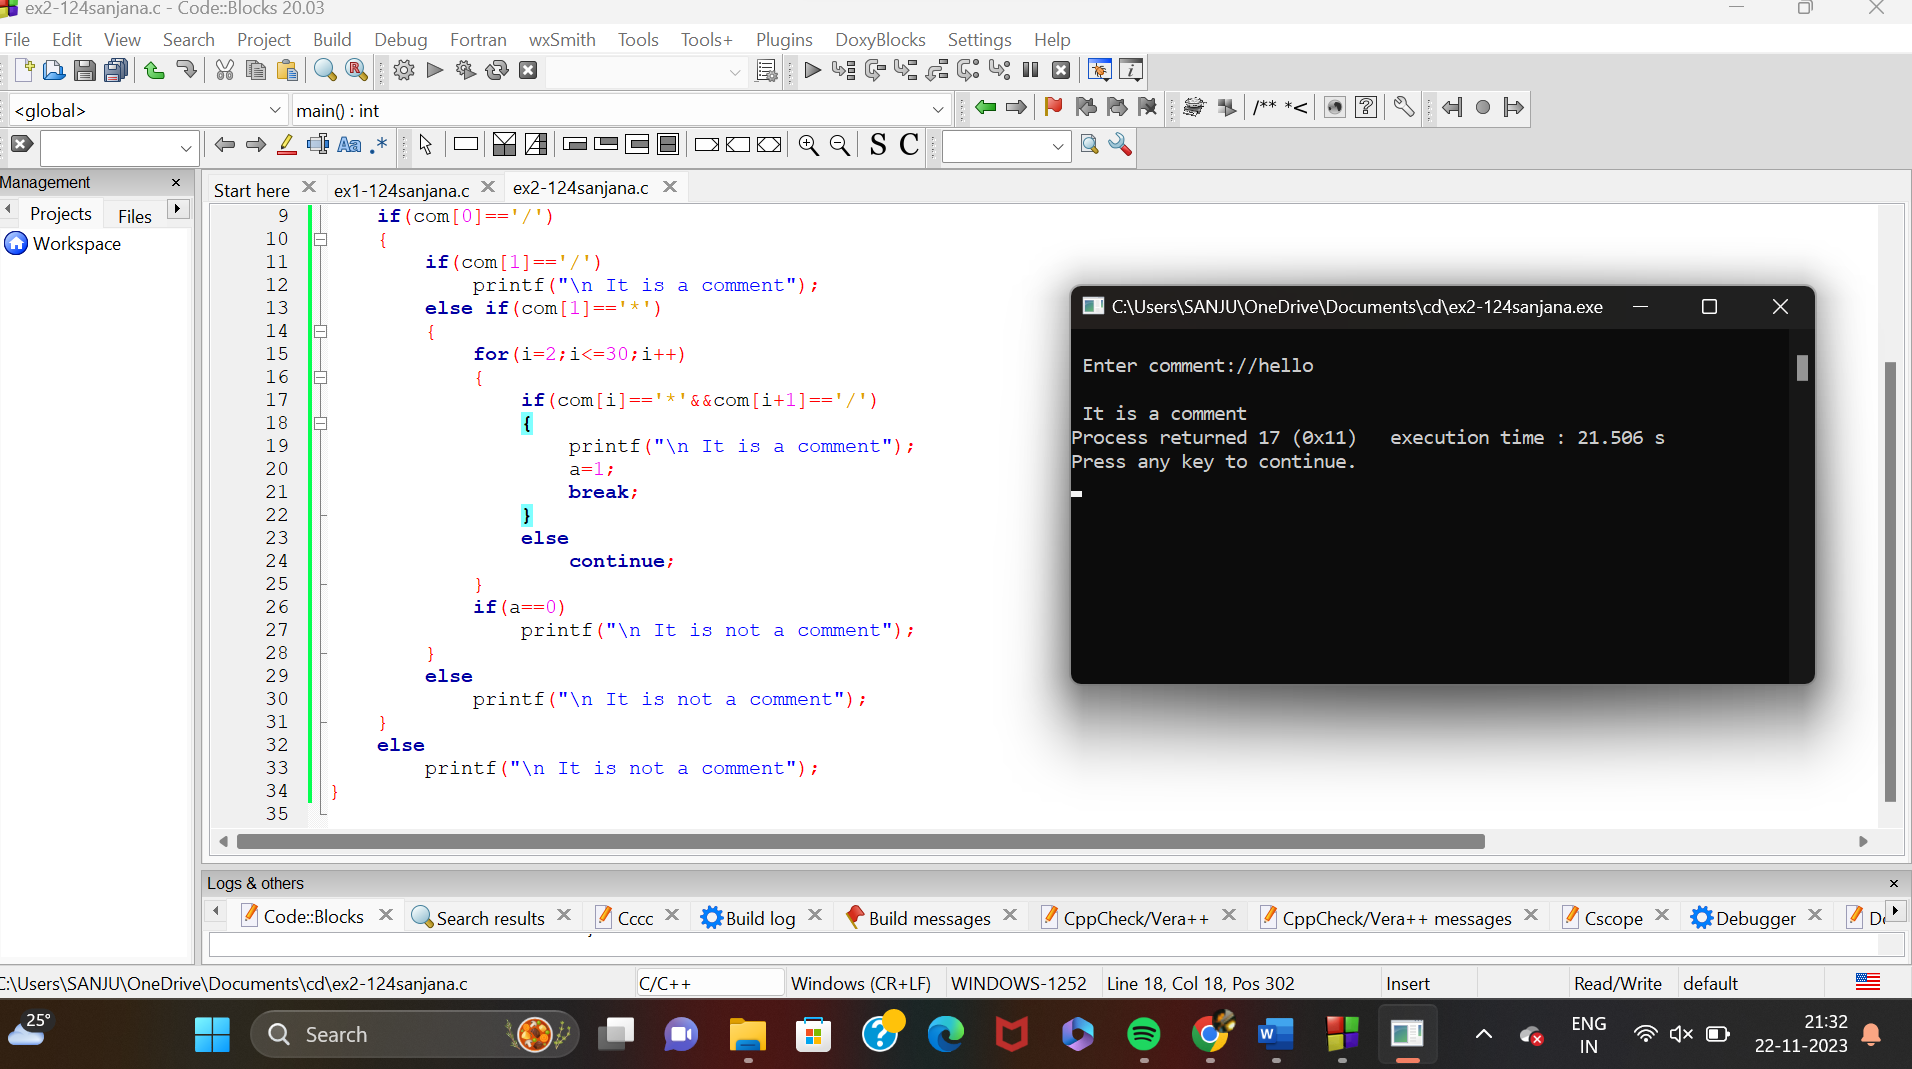 ex2-124sanjana.c - Code::Blocks 20.03
File Edit View Search Project Build Debug Fortran wxSmith Tools Tools+ Plugins DoxyBlocks Settings Help
<global> main() : int
/** *<
Aa .* S C
Management
Projects Files
Workspace
Start here ex1-124sanjana.c ex2-124sanjana.c
9 if(com[0]=='/')
10 {
11 if(com[1]=='/')
12 printf("\n It is a comment");
13 else if(com[1]=='*')
14 {
15 for(i=2;i<=30;i++)
16 {
17 if(com[i]=='*'&&com[i+1]=='/')
18 {
19 printf("\n It is a comment");
20 a=1;
21 break;
22 }
23 else
24 continue;
25 }
26 if(a==0)
27 printf("\n It is not a comment");
28 }
29 else
30 printf("\n It is not a comment");
31 }
32 else
33 printf("\n It is not a comment");
34 }
35
C:\Users\SANJU\OneDrive\Documents\cd\ex2-124sanjana.exe
Enter comment://hello
It is a comment
Process returned 17 (0x11) execution time : 21.506 s
Press any key to continue.
Logs & others
Code::Blocks Search results Cccc Build log Build messages CppCheck/Vera++ CppCheck/Vera++ messages Cscope Debugger
C:\Users\SANJU\OneDrive\Documents\cd\ex2-124sanjana.c C/C++ Windows (CR+LF) WINDOWS-1252 Line 18, Col 18, Pos 302 Insert Read/Write default
25°
Search
ENG
IN
21:32
22-11-2023